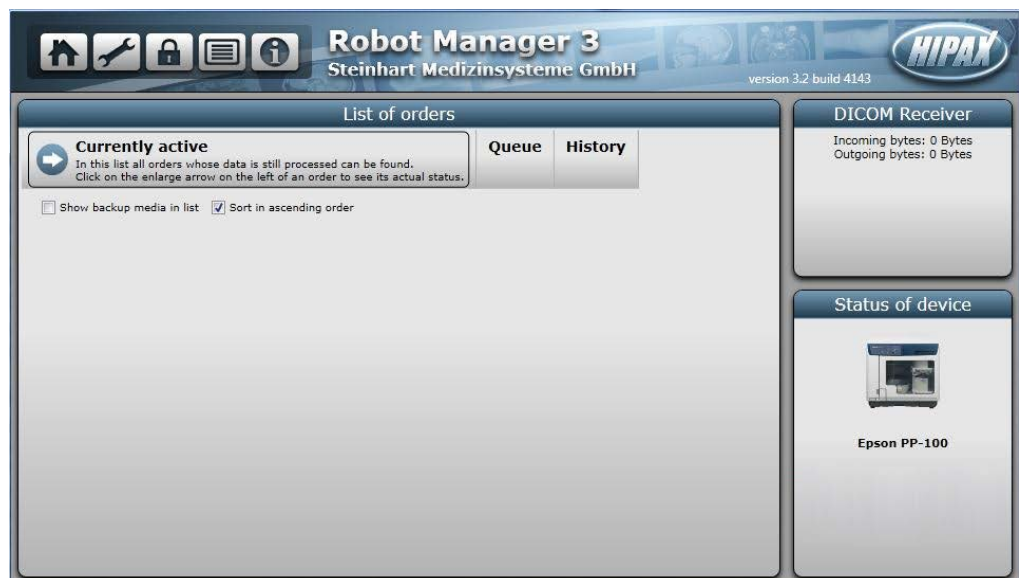 Robot Manager 3
Steinhart Medizinsysteme GmbH
version 3.2 build 4143
HIPAX
List of orders
Currently active
In this list all orders whose data is still processed can be found.
Click on the enlarge arrow on the left of an order to see its actual status.
Queue
History
Show backup media in list
Sort in ascending order
DICOM Receiver
Incoming bytes: 0 Bytes
Outgoing bytes: 0 Bytes
Status of device
Epson PP-100